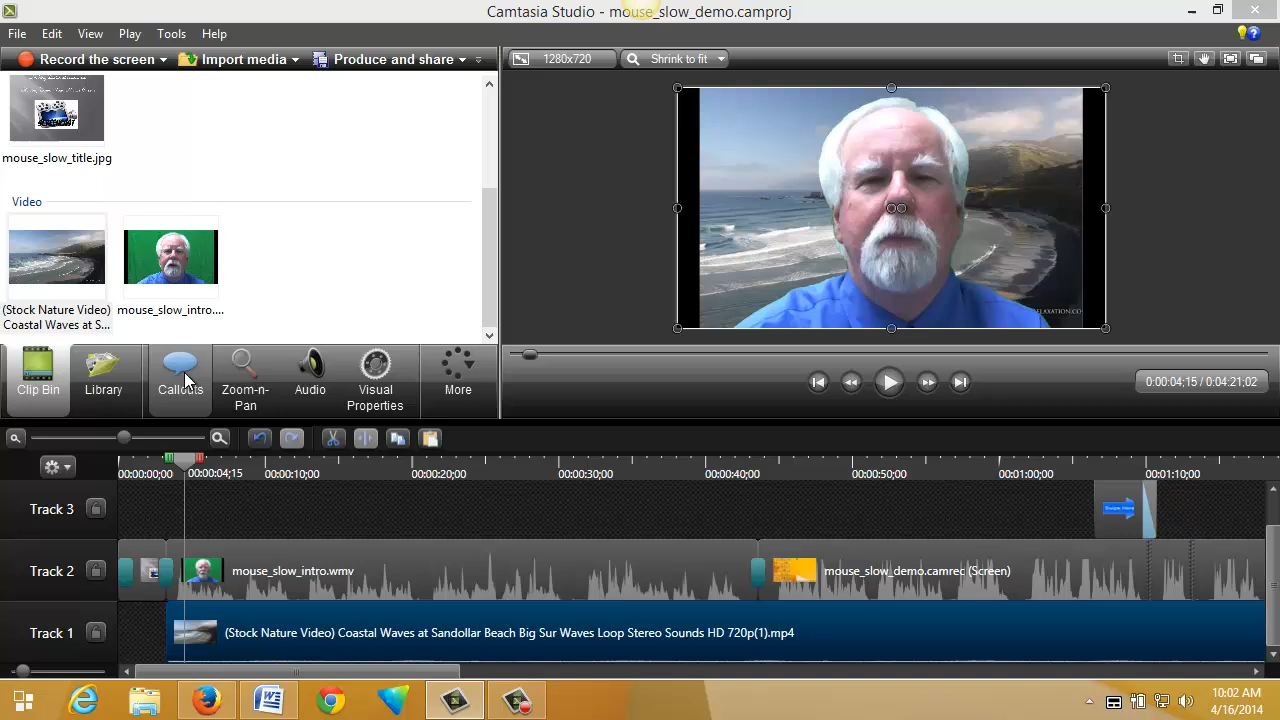 Camtasia Studio - mouse_slow_demo.camproj
File Edit View Play Tools Help
Record the screen Import media Produce and share
1280x720 Shrink to fit
mouse_slow_title.jpg
Video
(Stock Nature Video)
Coastal Waves at S...
mouse_slow_intro....
ELAXATION.CO
Clip Bin Library Callouts Zoom-n-
Pan Audio Visual
Properties More
0:00:04;15 / 0:04:21;02
00:00:00;00 00:00:04;15 00:00:10;00 00:00:20;00 00:00:30;00 00:00:40;00 00:00:50;00 00:01:00;00 00:01:10;00
Track 3
Track 2 mouse_slow_intro.wmv mouse_slow_demo.camrec (Screen)
Track 1 (Stock Nature Video) Coastal Waves at Sandollar Beach Big Sur Waves Loop Stereo Sounds HD 720p(1).mp4
10:02 AM
4/16/2014